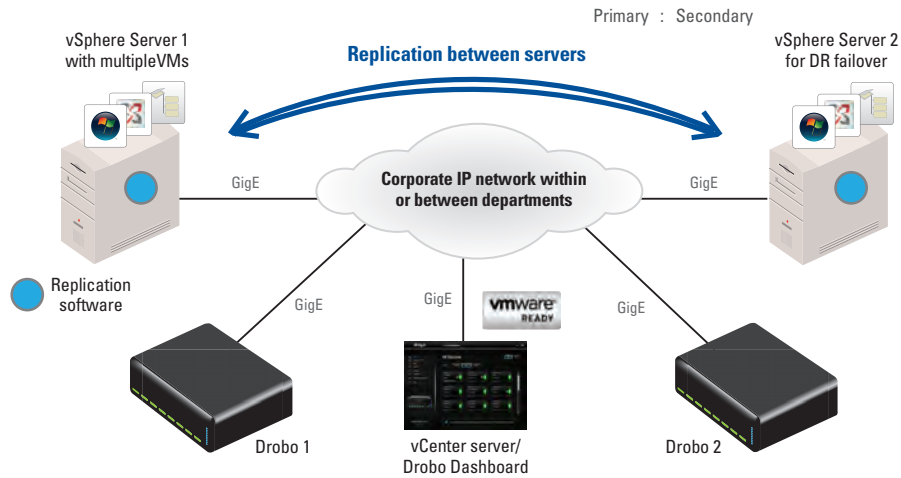 Primary : Secondary
vSphere Server 1
with multipleVMs
Replication between servers
vSphere Server 2
for DR failover
GigE
Corporate IP network within
or between departments
GigE
Replication
software
GigE
GigE
vmware
READY
GigE
Drobo 1
vCenter server/
Drobo Dashboard
Drobo 2